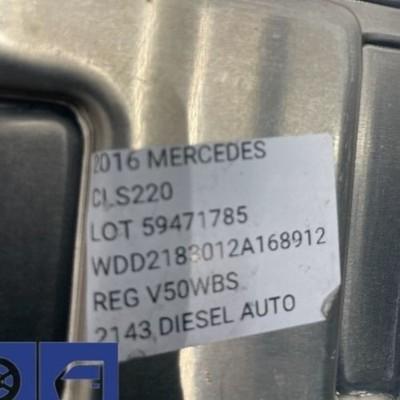 2016 MERCEDES
CLS220
LOT 59471785
WDD2183012A168912
REG V50WBS
2143 DIESEL AUTO